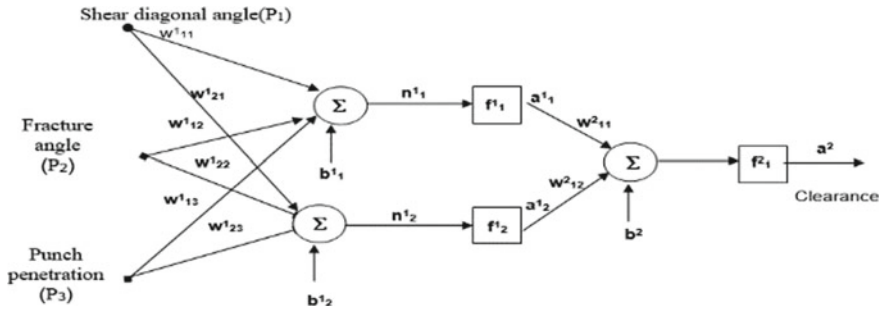 Shear diagonal angle(P₁)
w¹₁₁
n¹₁
f¹₁
a¹₁
w¹₂₁
Σ
w²₁₁
Fracture
angle
(P₂)
w¹₁₂
w¹₂₂
b¹₁
Σ
f²₁
a²
w¹₁₃
w²₁₂
Clearance
w¹₂₃
Σ
n¹₂
f¹₂
a¹₂
b²
Punch
penetration
(P₃)
b¹₂